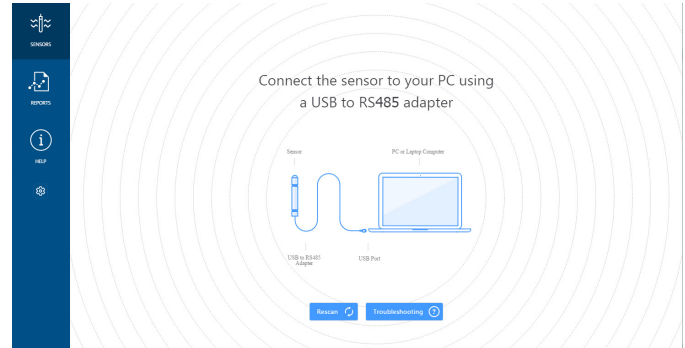 SENSORS
REPORTS
HELP
Connect the sensor to your PC using
a USB to RS485 adapter
Sensor
PC or Laptop Computer
USB to RS485
Adapter
USB Port
Rescan
Troubleshooting